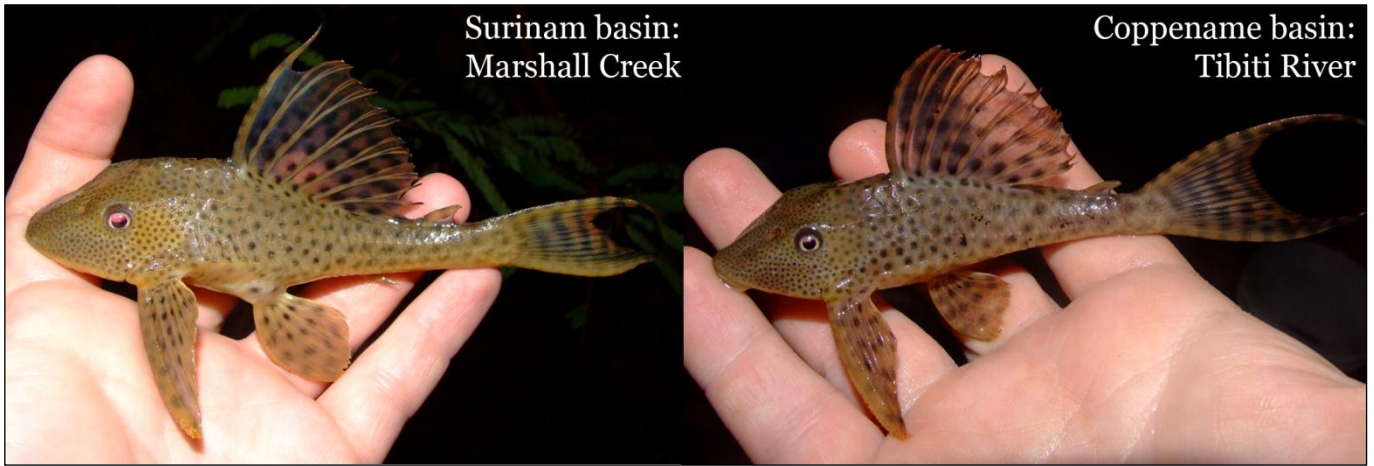 Surinam basin:
Marshall Creek
Coppename basin:
Tibiti River